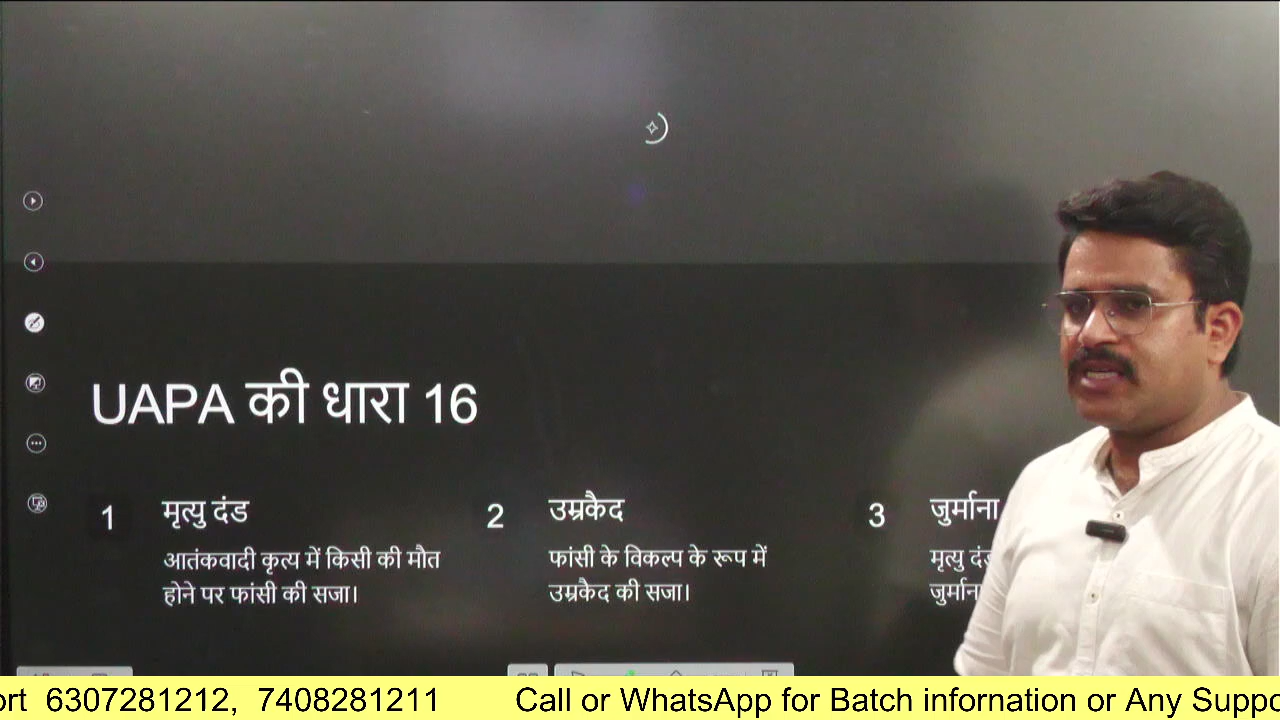 UAPA की धारा 16
1 मृत्यु दंड
आतंकवादी कृत्य में किसी की मौत
होने पर फांसी की सजा।
2 उम्रकैद
फांसी के विकल्प के रूप में
उम्रकैद की सजा।
3 जुर्माना
मृत्यु
जुर्माना
ort 6307281212, 7408281211 Call or WhatsApp for Batch infornation or Any Suppo